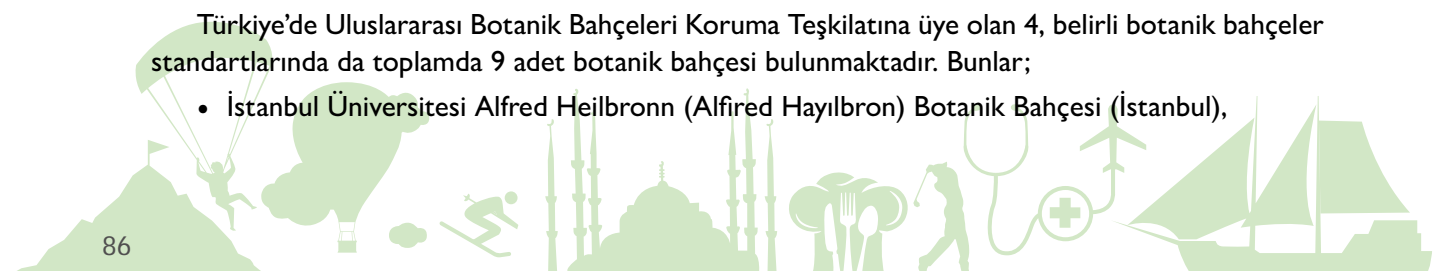 Türkiye’de Uluslararası Botanik Bahçeleri Koruma Teşkilatına üye olan 4, belirli botanik bahçeler
standartlarında da toplamda 9 adet botanik bahçesi bulunmaktadır. Bunlar;
• İstanbul Üniversitesi Alfred Heilbronn (Alfired Hayılbron) Botanik Bahçesi (İstanbul),
86